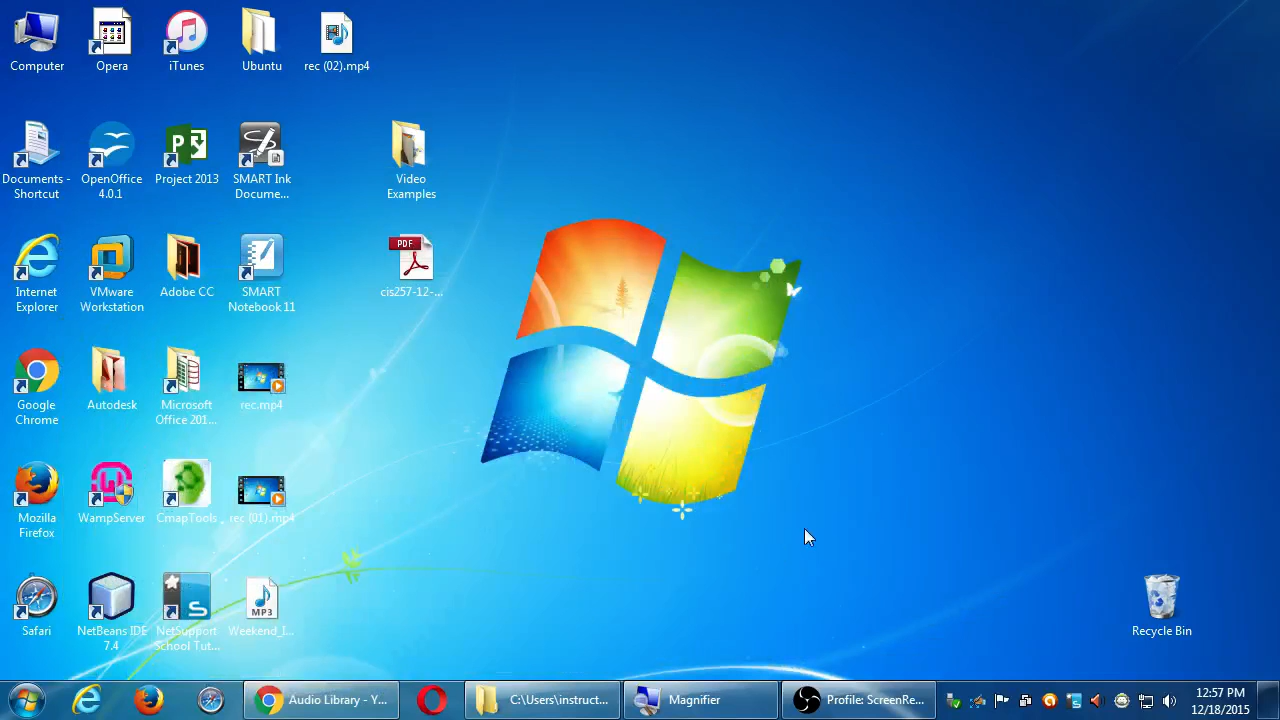 Computer
Opera
iTunes
Ubuntu
rec (02).mp4
Documents -
Shortcut
OpenOffice
4.0.1
Project 2013
SMART Ink
Docume...
Video
Examples
Internet
Explorer
VMware
Workstation
Adobe CC
SMART
Notebook 11
PDF
cis257-12-...
Google
Chrome
Autodesk
Microsoft
Office 201...
rec.mp4
Mozilla
Firefox
WampServer
CmapTools
rec (01).mp4
Safari
NetBeans IDE
7.4
NetSupport
School Tut...
MP3
Weekend_I...
Recycle Bin
Audio Library - Y...
C:\Users\instruct...
Magnifier
Profile: ScreenRe...
12:57 PM
12/18/2015